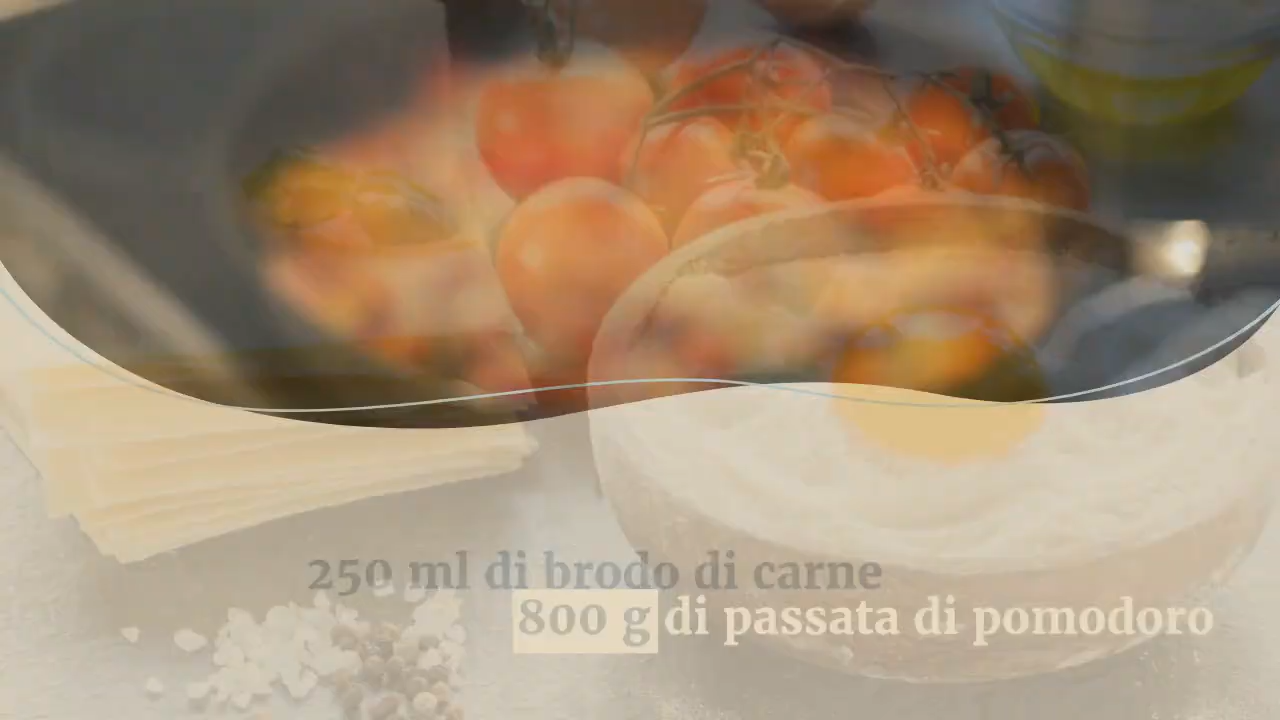 250 ml di brodo di carne
800 g di passata di pomodoro